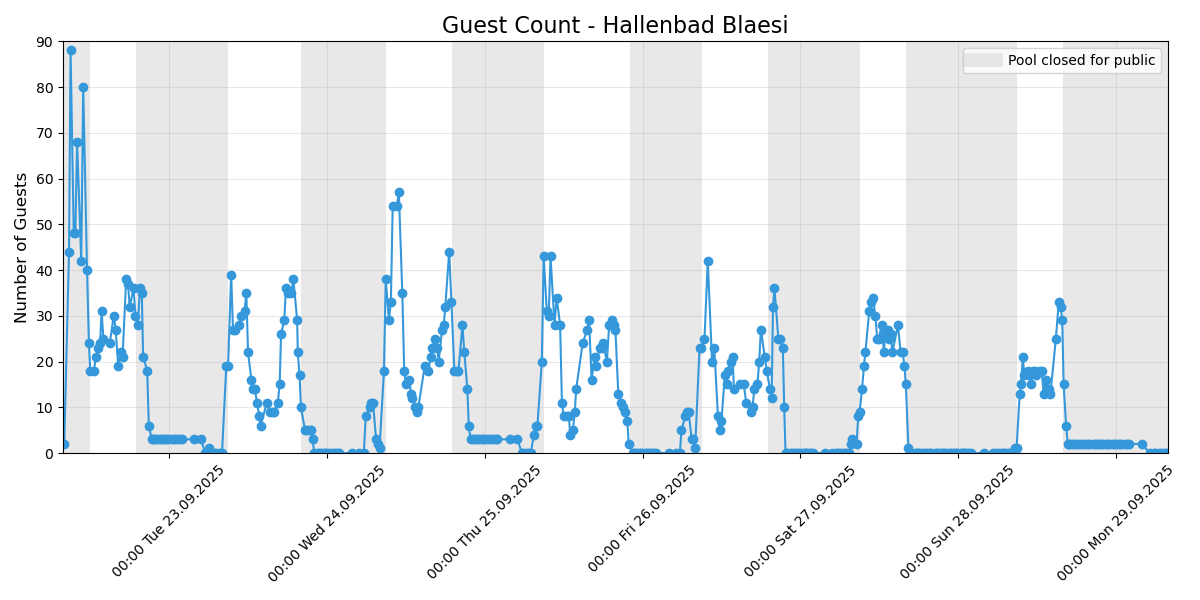 Guest Count - Hallenbad Blaesi
Pool closed for public
Number of Guests
90
80
70
60
50
40
30
20
10
0
00:00 Tue 23.09.2025
00:00 Wed 24.09.2025
00:00 Thu 25.09.2025
00:00 Fri 26.09.2025
00:00 Sat 27.09.2025
00:00 Sun 28.09.2025
00:00 Mon 29.09.2025